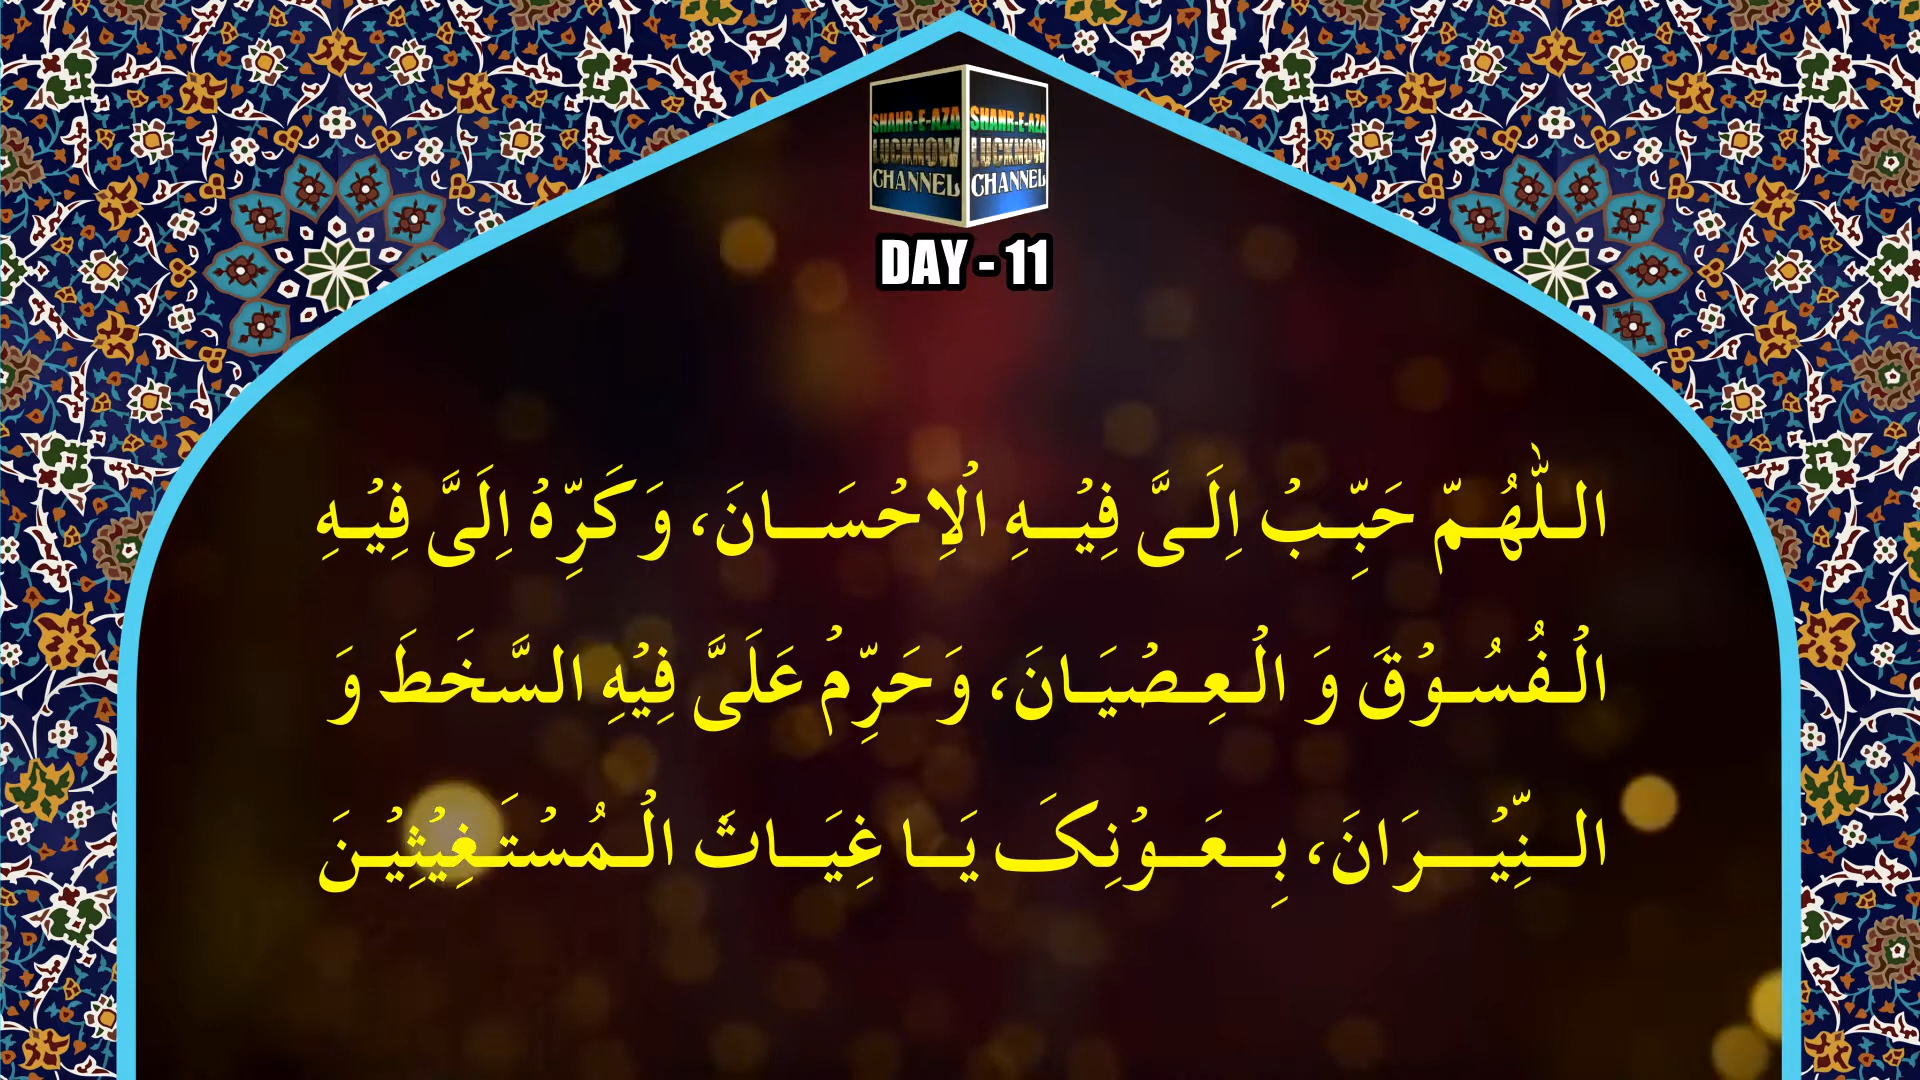 SHAHR-E-AZA SHAHR-E-AZA
LUCKNOW LUCKNOW
CHANNEL CHANNEL
DAY - 11
اللّٰهُمّ حَبِّبْ اِلَیَّ فِیْهِ الْاِحْسَانَ، وَ کَرِّهْ اِلَیَّ فِیْهِ
الْفُسُوْقَ وَ الْعِصْیَانَ، وَ حَرِّمْ عَلَیَّ فِیْهِ السَّخَطَ وَ
النِّیْرَانَ، بِعَوْنِکَ یَا غِیَاثَ الْمُسْتَغِیْثِیْنَ